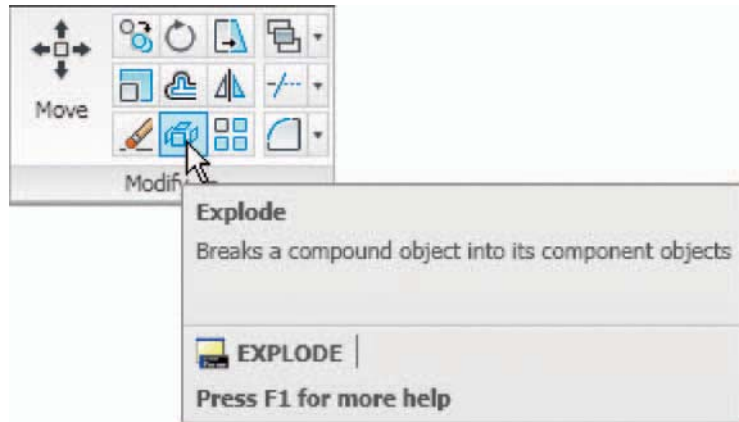 Move
Modify
Explode
Breaks a compound object into its component objects
EXPLODE
Press F1 for more help